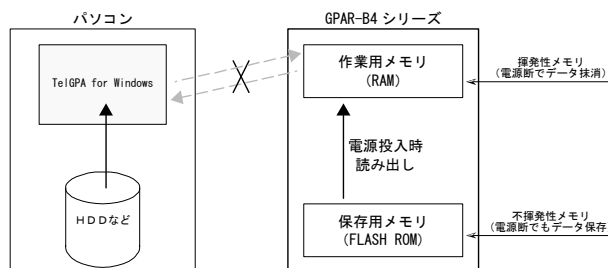 パソコン
GPAR-B4 シリーズ
TelGPA for Windows
作業用メモリ
(RAM)
揮発性メモリ
(電源断でデータ抹消)
電源投入時
読み出し
HDDなど
保存用メモリ
(FLASH ROM)
不揮発性メモリ
(電源断でもデータ保存)